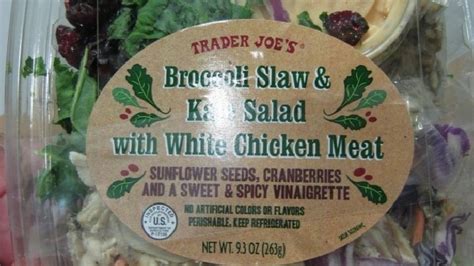 TRADER JOE'S®
Broccoli Slaw &
Kale Salad
with White Chicken Meat
SUNFLOWER SEEDS, CRANBERRIES
AND A SWEET & SPICY VINAIGRETTE
NO ARTIFICIAL COLORS OR FLAVORS
PERISHABLE. KEEP REFRIGERATED
INSPECTED
U.S.
NET WT. 9.3 OZ (263g)